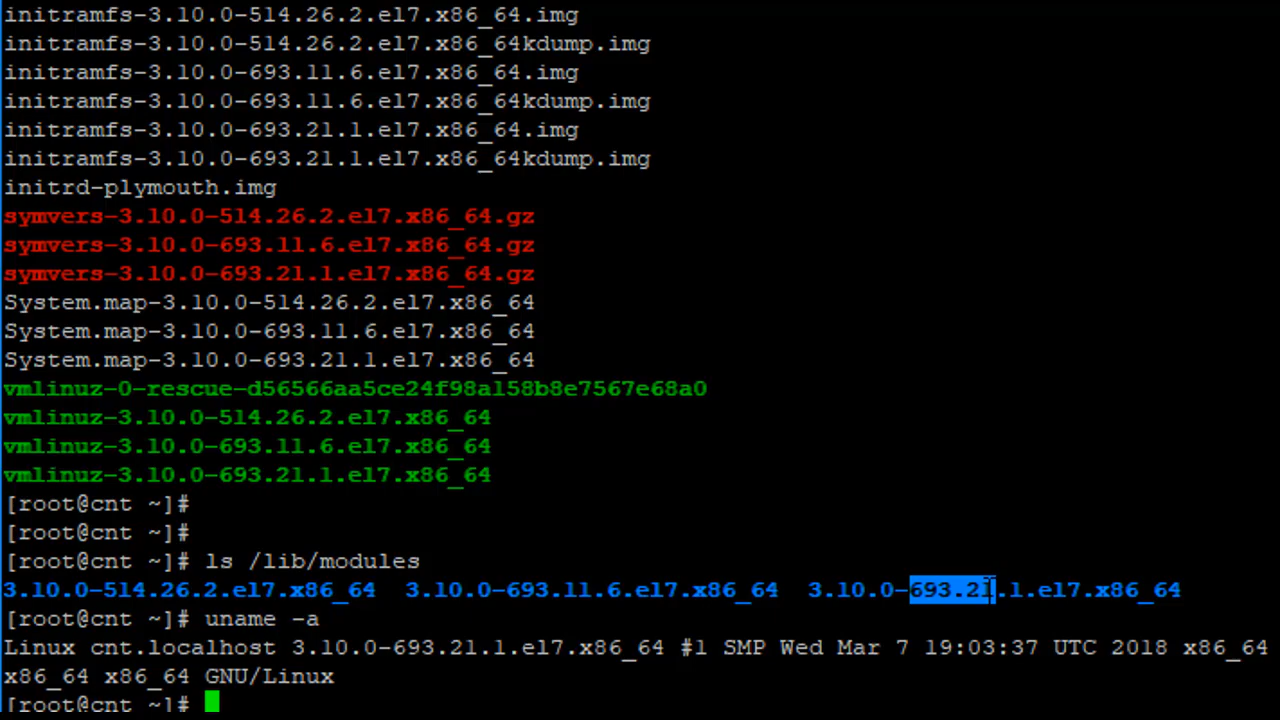 initramfs-3.10.0-514.26.2.el7.x86_64.img
initramfs-3.10.0-514.26.2.el7.x86_64kdump.img
initramfs-3.10.0-693.11.6.el7.x86_64.img
initramfs-3.10.0-693.11.6.el7.x86_64kdump.img
initramfs-3.10.0-693.21.1.el7.x86_64.img
initramfs-3.10.0-693.21.1.el7.x86_64kdump.img
initrd-plymouth.img
symvers-3.10.0-514.26.2.el7.x86_64.gz
symvers-3.10.0-693.11.6.el7.x86_64.gz
symvers-3.10.0-693.21.1.el7.x86_64.gz
System.map-3.10.0-514.26.2.el7.x86_64
System.map-3.10.0-693.11.6.el7.x86_64
System.map-3.10.0-693.21.1.el7.x86_64
vmlinuz-0-rescue-d56566aa5ce24f98a158b8e7567e68a0
vmlinuz-3.10.0-514.26.2.el7.x86_64
vmlinuz-3.10.0-693.11.6.el7.x86_64
vmlinuz-3.10.0-693.21.1.el7.x86_64
[root@cnt ~]#
[root@cnt ~]#
[root@cnt ~]# ls /lib/modules
3.10.0-514.26.2.el7.x86_64  3.10.0-693.11.6.el7.x86_64  3.10.0-693.21.1.el7.x86_64
[root@cnt ~]# uname -a
Linux cnt.localhost 3.10.0-693.21.1.el7.x86_64 #1 SMP Wed Mar 7 19:03:37 UTC 2018 x86_64
x86_64 x86_64 GNU/Linux
[root@cnt ~]#